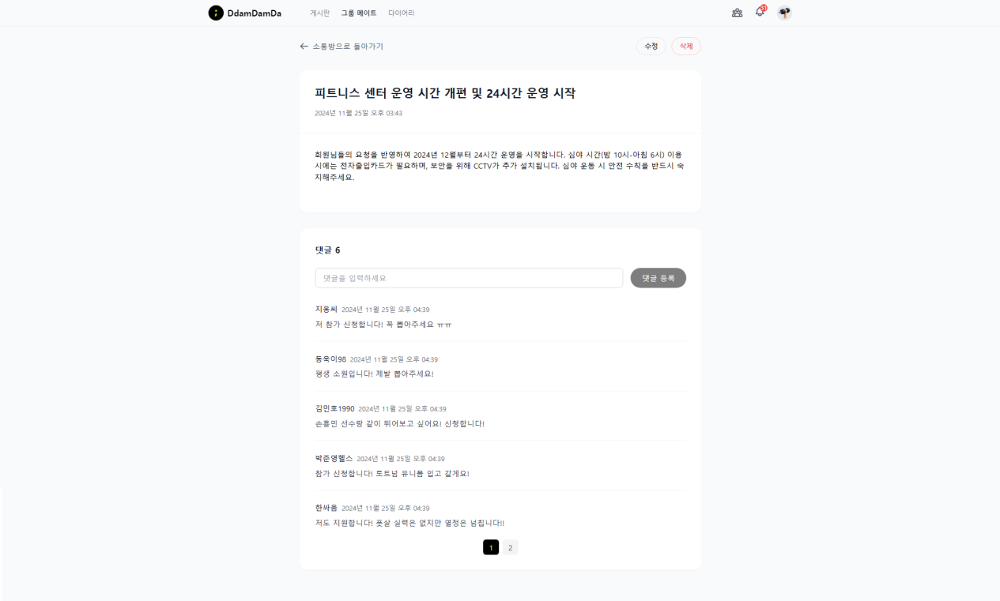 DdamDamDa
게시판 그룹 메이트 다이어리
31
← 소통방으로 돌아가기
수정 삭제
피트니스 센터 운영 시간 개편 및 24시간 운영 시작
2024년 11월 25일 오후 03:43
회원님들의 요청을 반영하여 2024년 12월부터 24시간 운영을 시작합니다. 심야 시간(밤 10시-아침 6시) 이용
시에는 전자출입카드가 필요하며, 보안을 위해 CCTV가 추가 설치됩니다. 심야 운동 시 안전 수칙을 반드시 숙
지해주세요.
댓글 6
댓글을 입력하세요
댓글 등록
지웅씨 2024년 11월 25일 오후 04:39
저 참가 신청합니다! 꼭 뽑아주세요 ㅠㅠ
동욱이98 2024년 11월 25일 오후 04:39
평생 소원입니다! 제발 뽑아주세요!
김민호1990 2024년 11월 25일 오후 04:39
손흥민 선수랑 같이 뛰어보고 싶어요! 신청합니다!
박준영헬스 2024년 11월 25일 오후 04:39
참가 신청합니다! 토트넘 유니폼 입고 갈게요!
한싸움 2024년 11월 25일 오후 04:39
저도 지원합니다! 풋살 실력은 없지만 열정은 넘칩니다!!
1 2